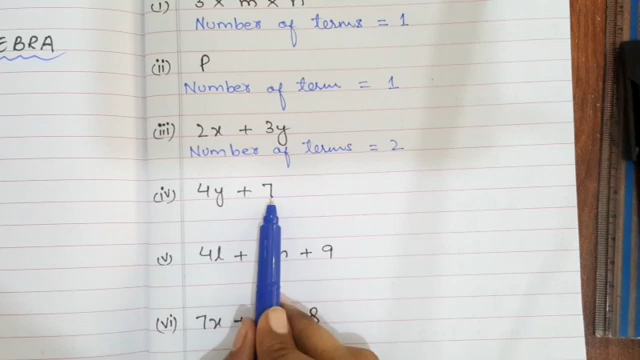 (i) 3 × m × n
Number of terms = 1
EBRA
(ii) P
Number of term = 1
(iii) 2x + 3y
Number of terms = 2
(iv) 4y + 7
(v) 4l + + 9
(vi) 7x 8